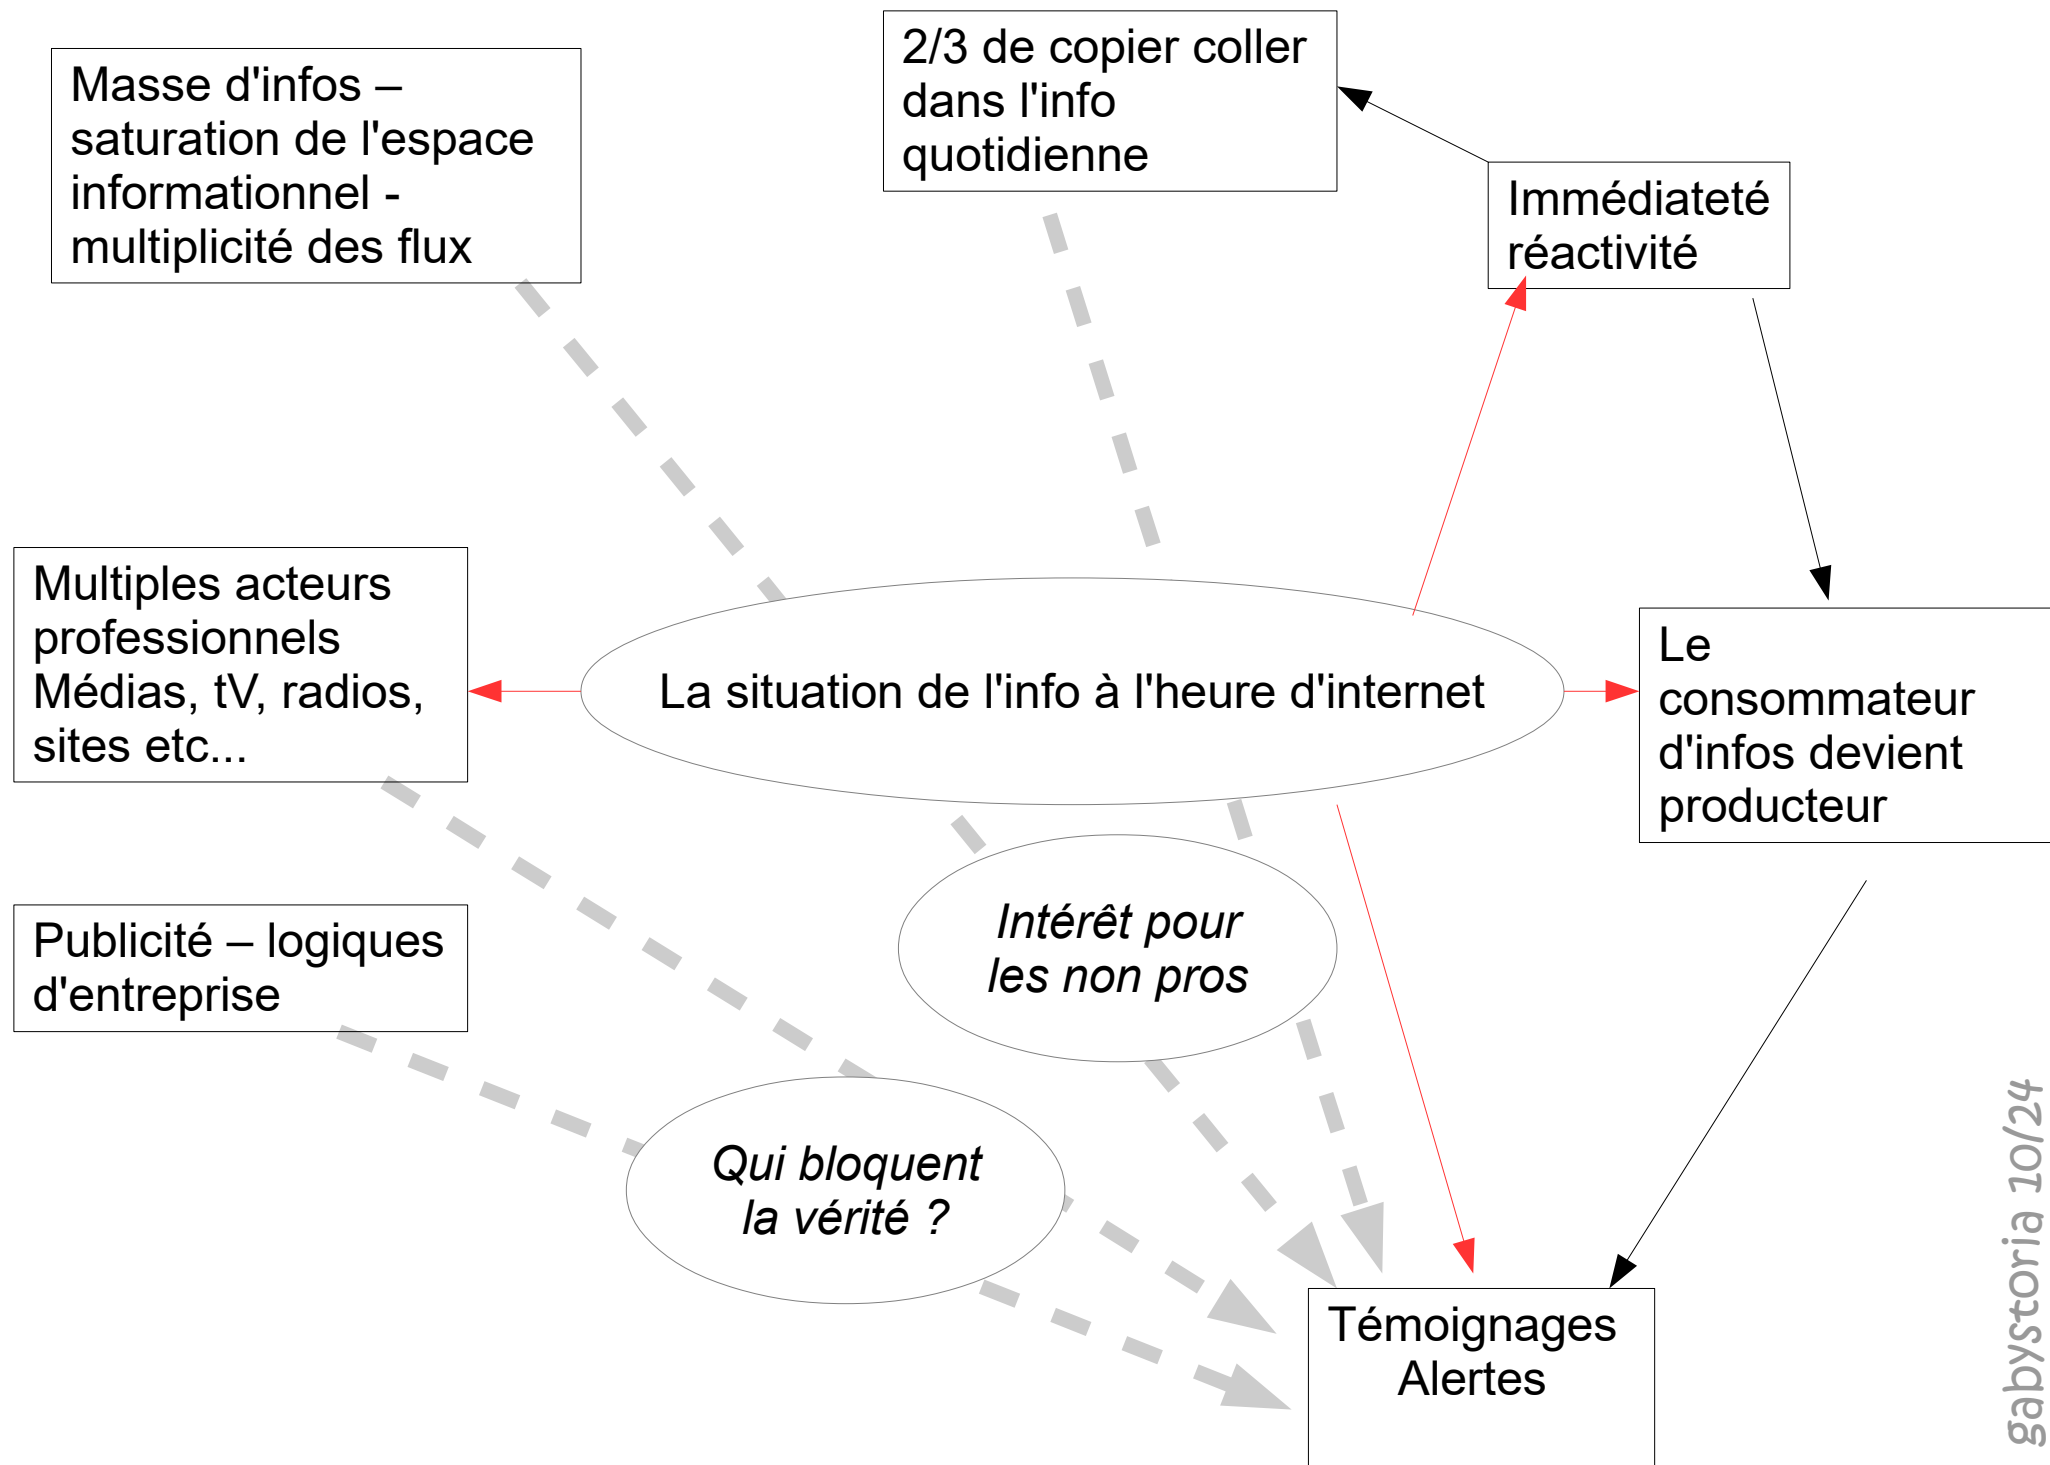 Masse d'infos –
saturation de l'espace
informationnel -
multiplicité des flux
2/3 de copier coller
dans l'info
quotidienne
Immédiateté
réactivité
Multiples acteurs
professionnels
Médias, tV, radios,
sites etc...
La situation de l'info à l'heure d'internet
Le
consommateur
d'infos devient
producteur
Publicité – logiques
d'entreprise
Intérêt pour
les non pros
Qui bloquent
la vérité ?
Témoignages
Alertes
gabystoria 10/24